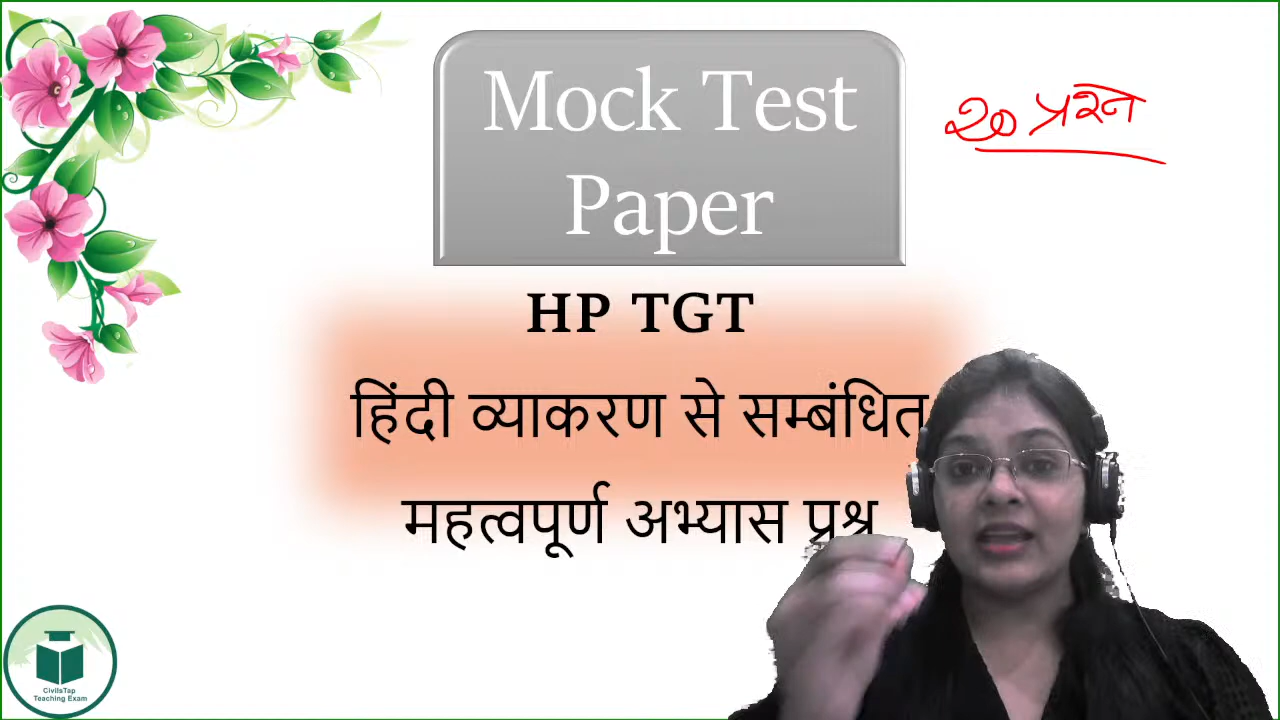 Mock Test
Paper
२० प्रश्न
HP TGT
हिंदी व्याकरण से सम्बंधित
महत्वपूर्ण अभ्यास प्रश्न
CivilsTap
Teaching Exam